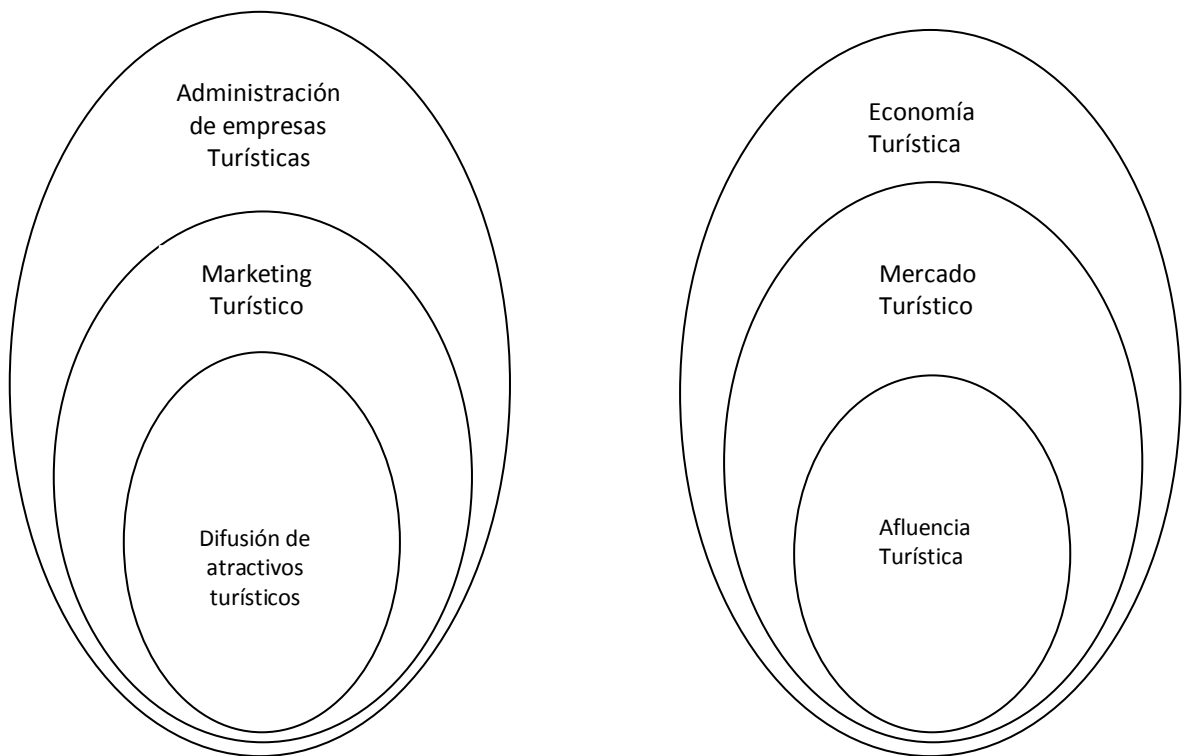 Administración
de empresas
Turísticas
Marketing
Turístico
Difusión de
atractivos
turísticos
Economía
Turística
Mercado
Turístico
Afluencia
Turística